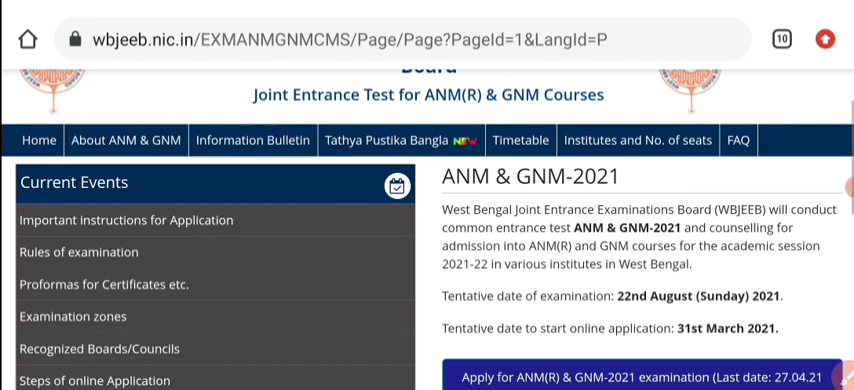 wbjeeb.nic.in/EXMANMGNMCMS/Page/Page?PageId=1&LangId=P
10
Board
Joint Entrance Test for ANM(R) & GNM Courses
Home About ANM & GNM Information Bulletin Tathya Pustika Bangla NEW Timetable Institutes and No. of seats FAQ
Current Events
Important instructions for Application
Rules of examination
Proformas for Certificates etc.
Examination zones
Recognized Boards/Councils
Steps of online Application
ANM & GNM-2021
West Bengal Joint Entrance Examinations Board (WBJEEB) will conduct
common entrance test ANM & GNM-2021 and counselling for
admission into ANM(R) and GNM courses for the academic session
2021-22 in various institutes in West Bengal.
Tentative date of examination: 22nd August (Sunday) 2021.
Tentative date to start online application: 31st March 2021.
Apply for ANM(R) & GNM-2021 examination (Last date: 27.04.21